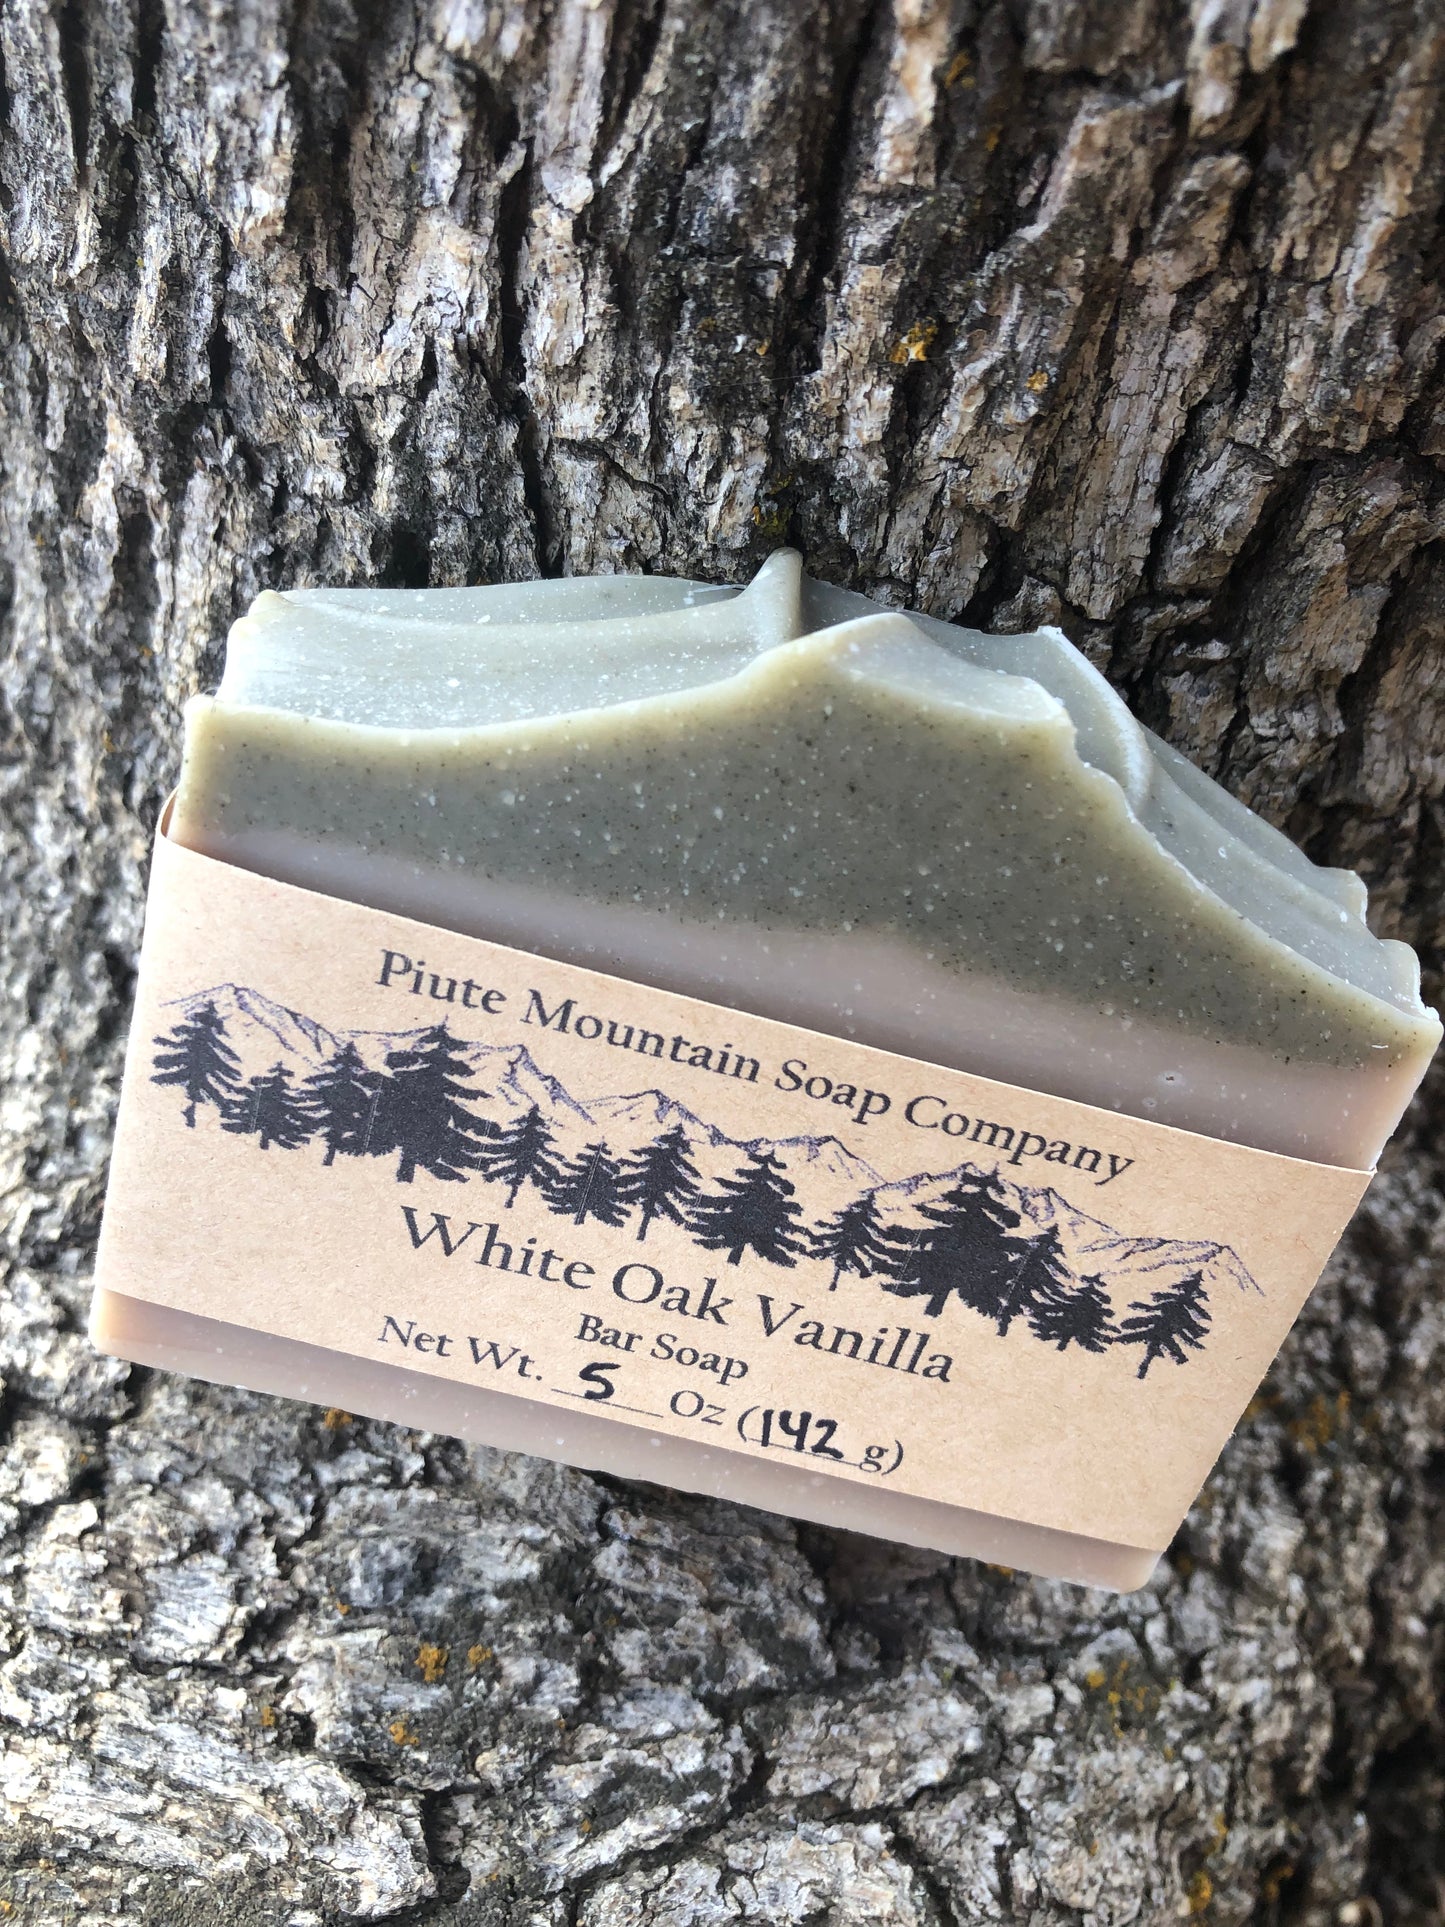 Piute Mountain Soap Company
White Oak Vanilla
Bar Soap
Net Wt. 5 Oz (142 g)